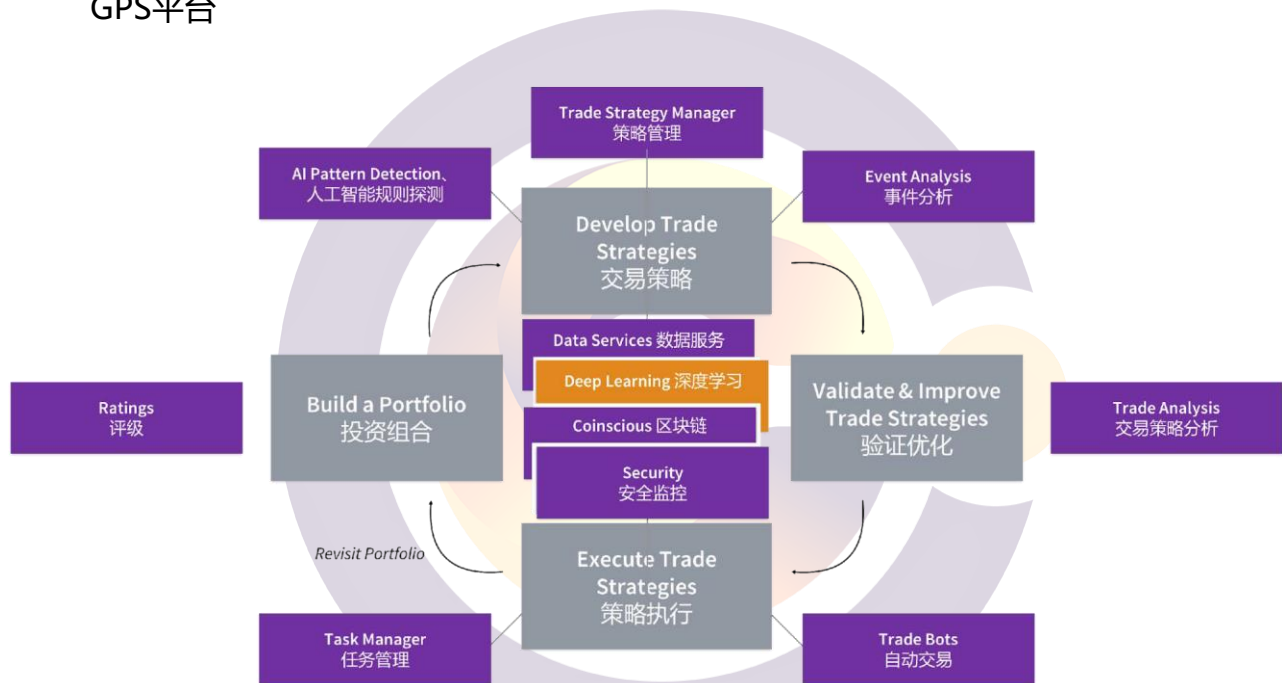 GPS平台
Trade Strategy Manager
策略管理
AI Pattern Detection、
人工智能规则探测
Event Analysis
事件分析
Develop Trade
Strategies
交易策略
Data Services 数据服务
Deep Learning 深度学习
Coinscious 区块链
Security
安全监控
Build a Portfolio
投资组合
Validate & Improve
Trade Strategies
验证优化
Ratings
评级
Trade Analysis
交易策略分析
Revisit Portfolio
Execute Trade
Strategies
策略执行
Task Manager
任务管理
Trade Bots
自动交易